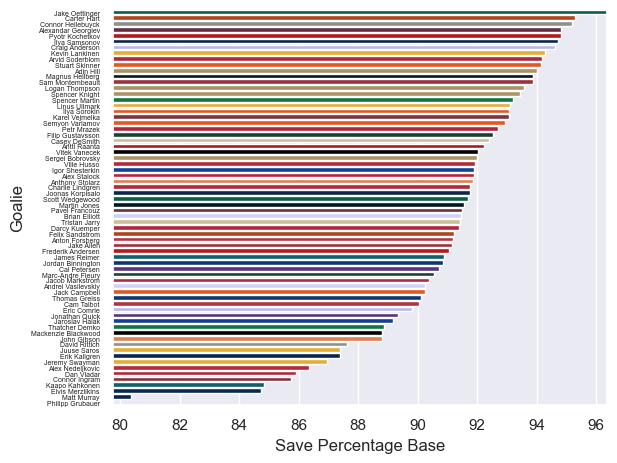 Jake Oettinger
Carter Hart
Connor Hellebuyck
Alexandar Georgiev
Pyotr Kochetkov
Ilya Samsonov
Craig Anderson
Kevin Lankinen
Arvid Soderblom
Stuart Skinner
Adin Hill
Magnus Hellberg
Sam Montembeault
Logan Thompson
Spencer Knight
Spencer Martin
Linus Ullmark
Ilya Sorokin
Karel Vejmelka
Semyon Varlamov
Petr Mrazek
Filip Gustavsson
Casey DeSmith
Antti Raanta
Vitek Vanecek
Sergei Bobrovsky
Ville Husso
Igor Shesterkin
Alex Stalock
Anthony Stolarz
Charlie Lindgren
Joonas Korpisalo
Scott Wedgewood
Martin Jones
Pavel Francouz
Brian Elliott
Tristan Jarry
Darcy Kuemper
Felix Sandstrom
Anton Forsberg
Jake Allen
Frederik Andersen
James Reimer
Jordan Binnington
Cal Petersen
Marc-Andre Fleury
Jacob Markstrom
Andrei Vasilevskiy
Jack Campbell
Thomas Greiss
Cam Talbot
Eric Comrie
Jonathan Quick
Jaroslav Halak
Thatcher Demko
Mackenzie Blackwood
John Gibson
David Rittich
Juuse Saros
Erik Kallgren
Jeremy Swayman
Alex Nedeljkovic
Dan Vladar
Connor Ingram
Kaapo Kahkonen
Elvis Merzlikins
Matt Murray
Philipp Grubauer
Goalie
80 82 84 86 88 90 92 94 96
Save Percentage Base